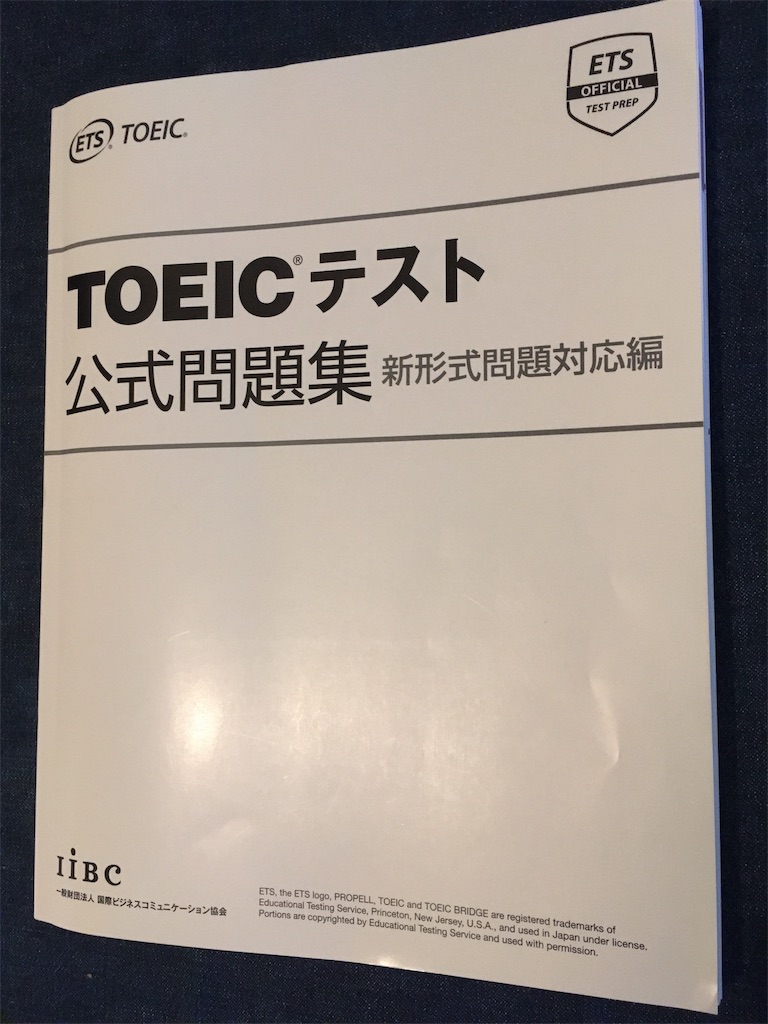 ETS® TOEIC®
ETS
OFFICIAL
TEST PREP
TOEIC®テスト
公式問題集 新形式問題対応編
IIBC
一般財団法人 国際ビジネスコミュニケーション協会
ETS, the ETS logo, PROPELL, TOEIC and TOEIC BRIDGE are registered trademarks of
Educational Testing Service, Princeton, New Jersey, U.S.A., and used in Japan under license.
Portions are copyrighted by Educational Testing Service and used with permission.